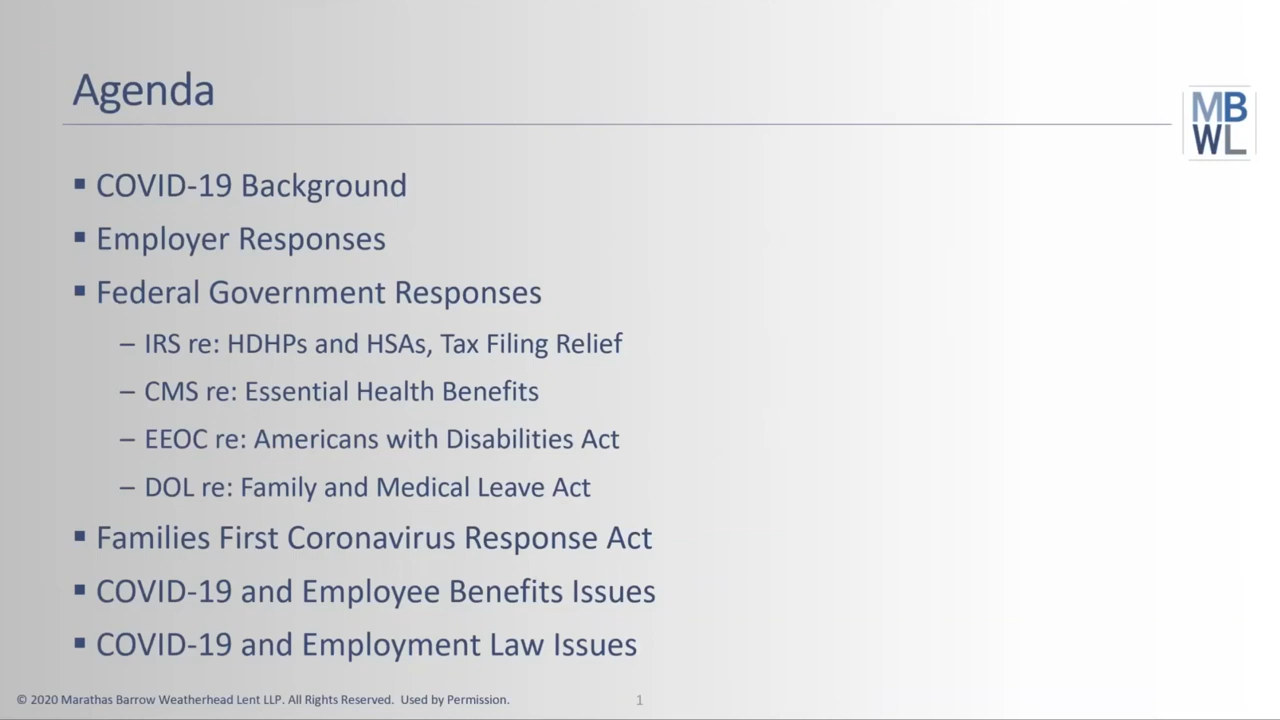 Agenda
MB
WL
▪ COVID-19 Background
▪ Employer Responses
▪ Federal Government Responses
– IRS re: HDHPs and HSAs, Tax Filing Relief
– CMS re: Essential Health Benefits
– EEOC re: Americans with Disabilities Act
– DOL re: Family and Medical Leave Act
▪ Families First Coronavirus Response Act
▪ COVID-19 and Employee Benefits Issues
▪ COVID-19 and Employment Law Issues
© 2020 Marathas Barrow Weatherhead Lent LLP. All Rights Reserved. Used by Permission.
1